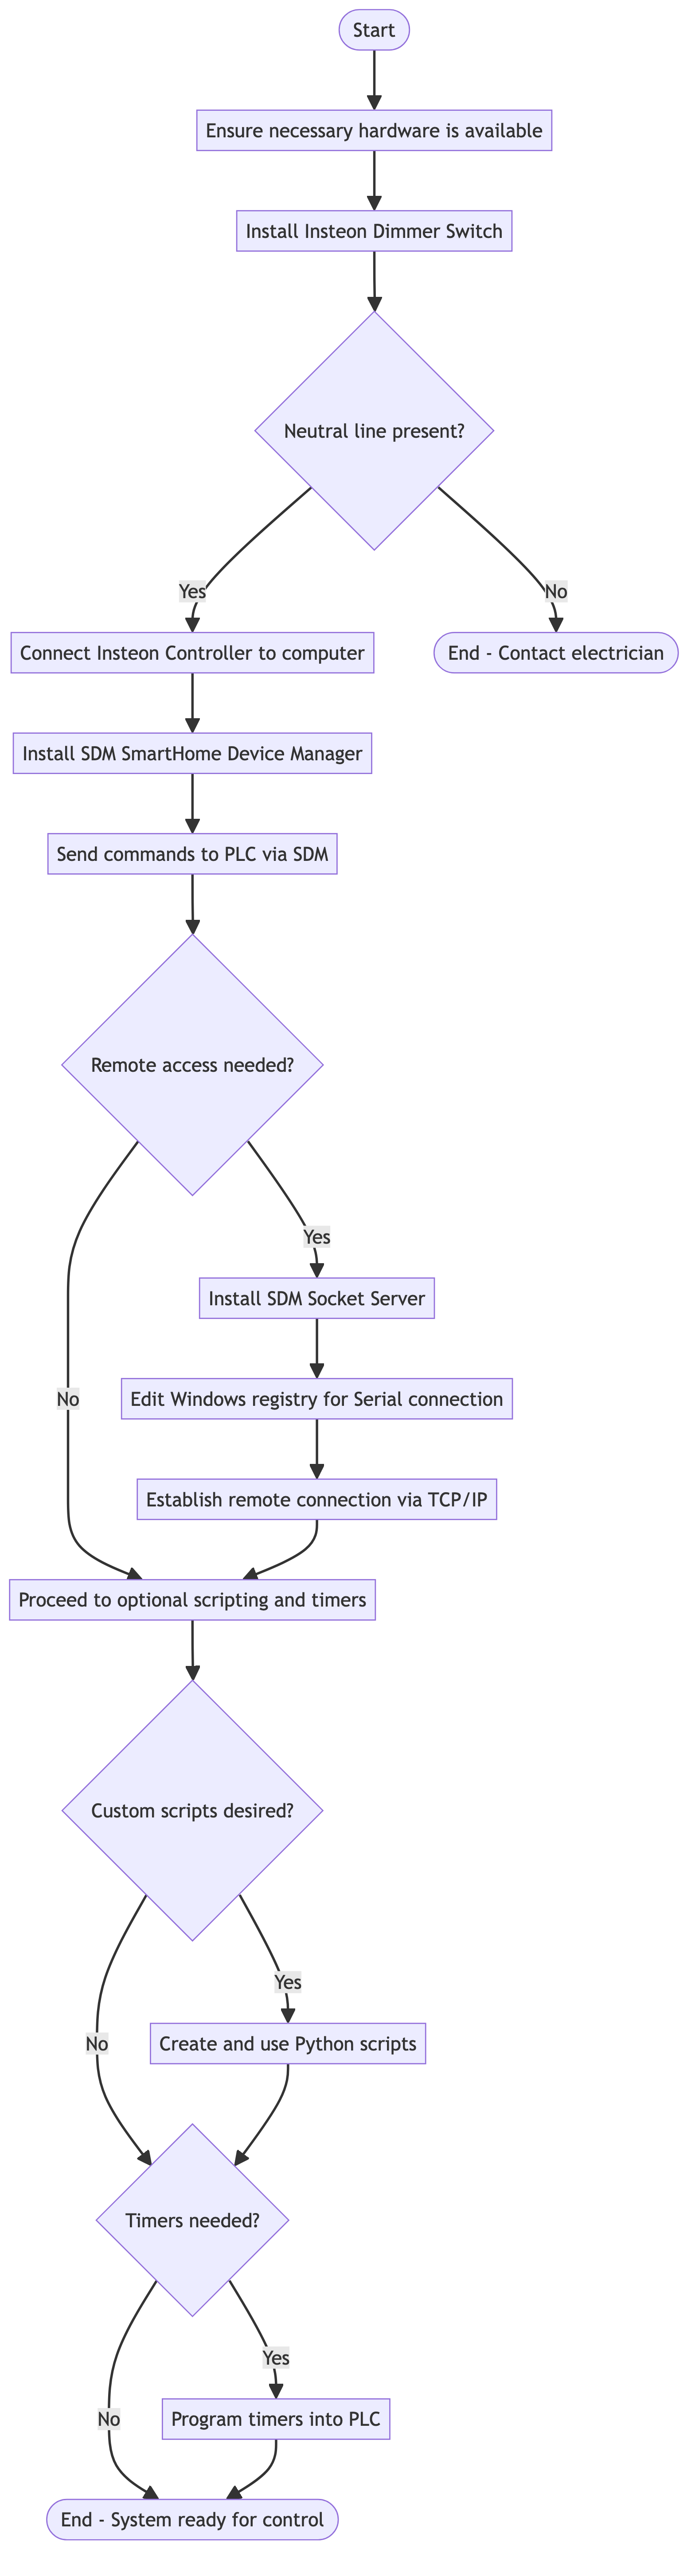 Start
Ensure necessary hardware is available
Install Insteon Dimmer Switch
Neutral line present?
Yes
No
Connect Insteon Controller to computer
End - Contact electrician
Install SDM SmartHome Device Manager
Send commands to PLC via SDM
Remote access needed?
Yes
Install SDM Socket Server
No
Edit Windows registry for Serial connection
Establish remote connection via TCP/IP
Proceed to optional scripting and timers
Custom scripts desired?
Yes
No
Create and use Python scripts
Timers needed?
Yes
No
Program timers into PLC
End - System ready for control